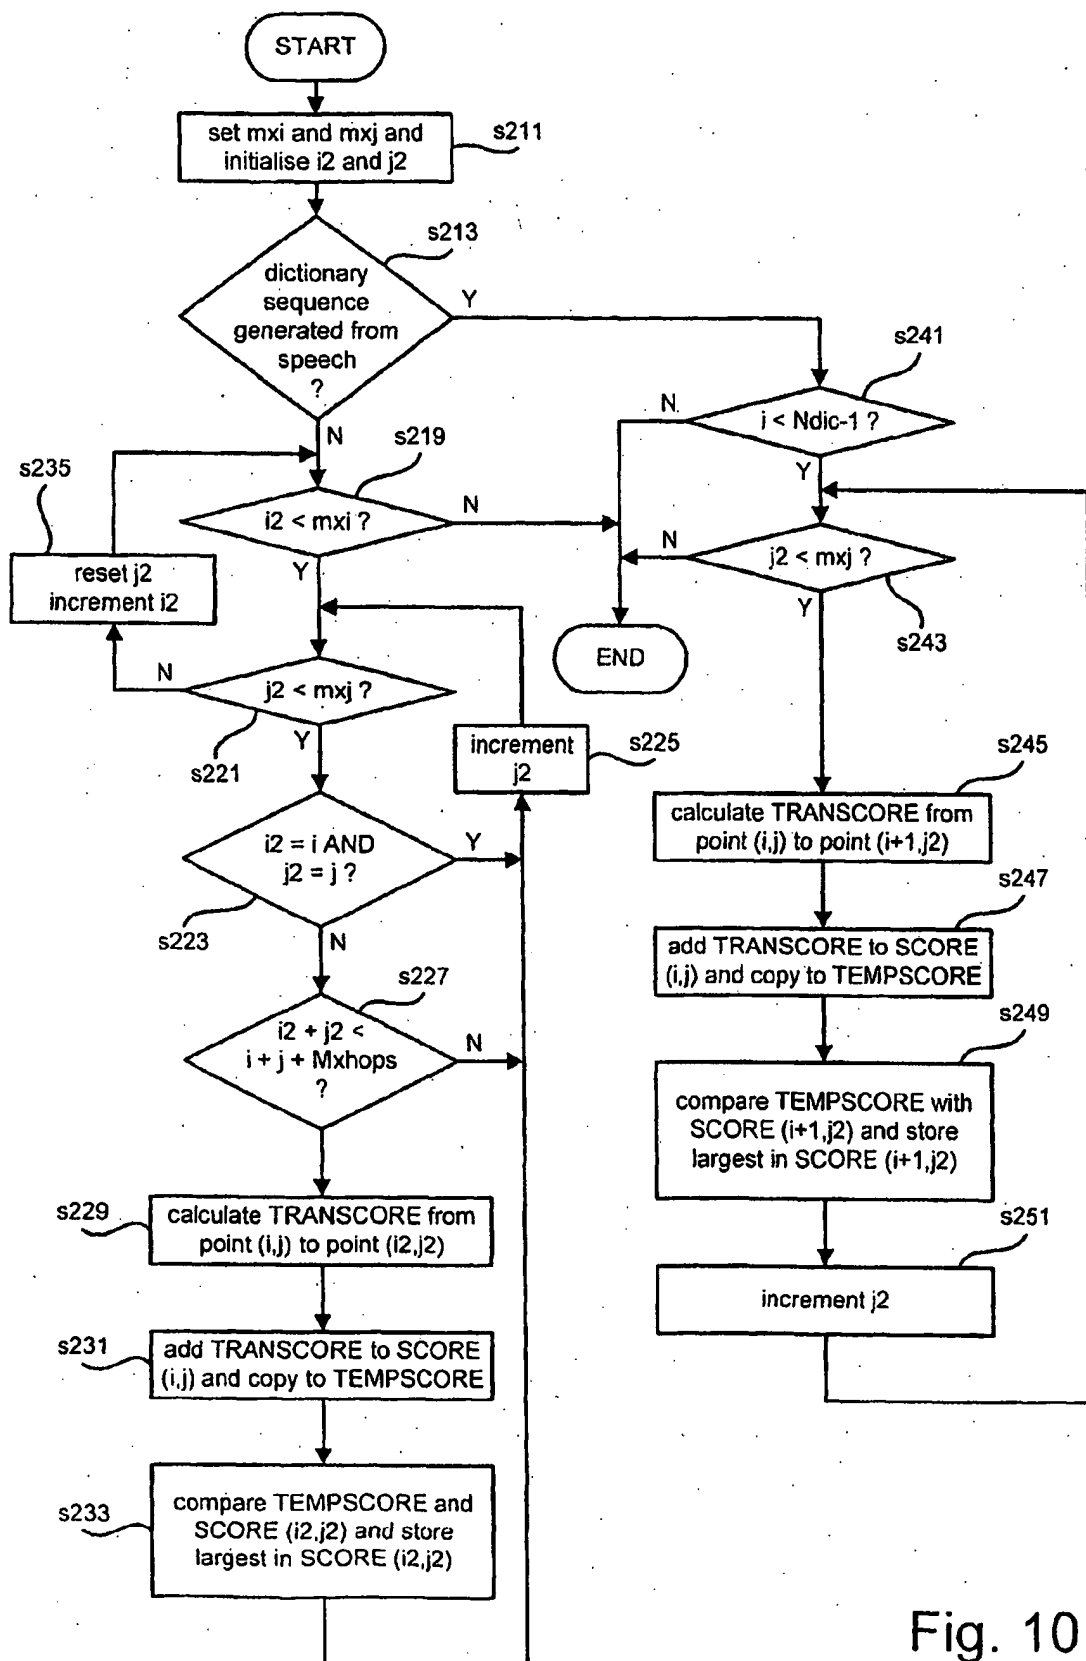 START
set mxi and mxj and
initialise i2 and j2
s211
s213
dictionary
sequence
generated from
speech
?
Y
N
s241
i < Ndic-1 ?
N
Y
s219
i2 < mxi ?
N
Y
s235
reset j2
increment i2
j2 < mxj ?
N
Y
s243
END
j2 < mxj ?
N
Y
s221
increment
j2
s225
s245
calculate TRANSCORE from
point (i,j) to point (i+1,j2)
i2 = i AND
j2 = j ?
Y
N
s223
s247
add TRANSCORE to SCORE
(i,j) and copy to TEMPSCORE
s227
i2 + j2 <
i + j + Mxhops
?
N
s249
compare TEMPSCORE with
SCORE (i+1,j2) and store
largest in SCORE (i+1,j2)
s229
calculate TRANSCORE from
point (i,j) to point (i2,j2)
s251
increment j2
s231
add TRANSCORE to SCORE
(i,j) and copy to TEMPSCORE
s233
compare TEMPSCORE and
SCORE (i2,j2) and store
largest in SCORE (i2,j2)
Fig. 10